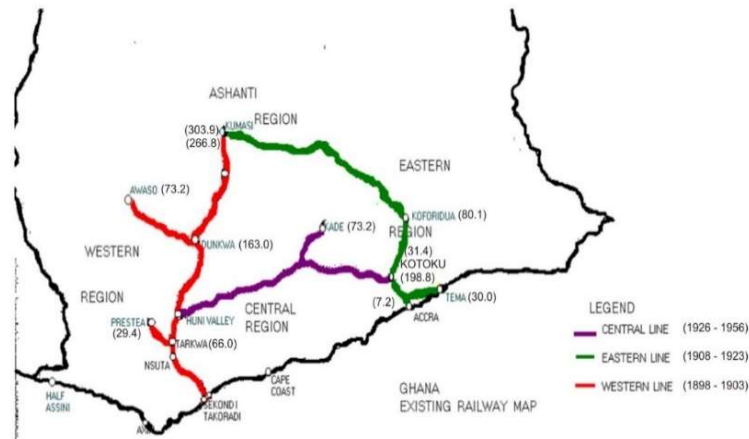 ASHANTI
REGION
(303.9) KUMASI
(266.8)
EASTERN
REGION
AWASO (73.2)
KOFORIDUA (80.1)
KADE (73.2)
DUNKWA (163.0)
(31.4)
KOTOKU
(198.8)
WESTERN
REGION
TEMA (30.0)
(7.2)
ACCRA
HUNI VALLEY
CENTRAL
REGION
PRESTEA
(29.4)
TARKWA (66.0)
NSUTA
CAPE
COAST
SEKONDI
TAKORADI
HALF
ASSINI
LEGEND
CENTRAL LINE (1926 - 1956)
EASTERN LINE (1908 - 1923)
WESTERN LINE (1898 - 1903)
GHANA
EXISTING RAILWAY MAP